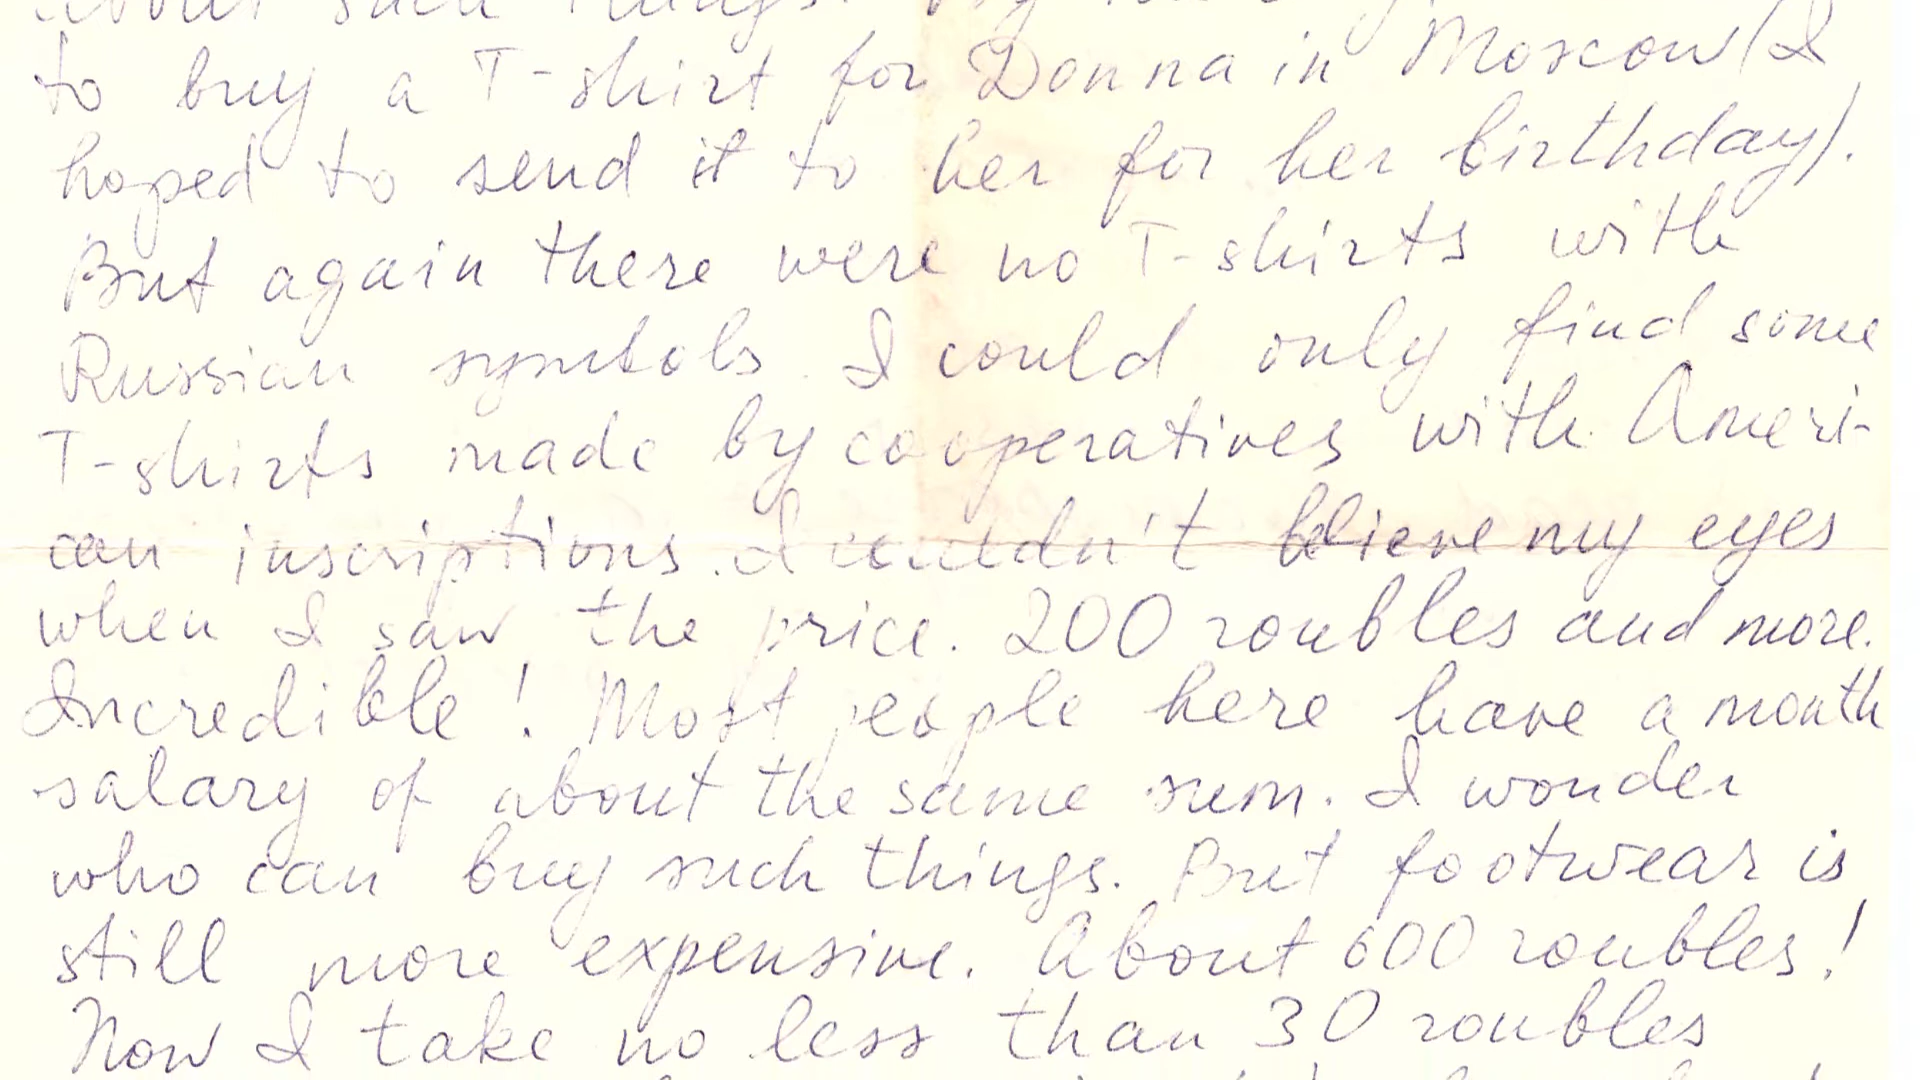 about such things. My
to buy a T-shirt for Donna in Moscow (I
hoped to send it to her for her birthday).
But again there were no T-shirts with
Russian symbols. I could only find some
T-shirts made by cooperatives with Ameri-
can inscriptions. I couldn't believe my eyes
when I saw the price. 200 roubles and more.
Incredible! Most people here have a month
salary of about the same sum. I wonder
who can buy such things. But footwear is
still more expensive. About 600 roubles!
Now I take no less than 30 roubles